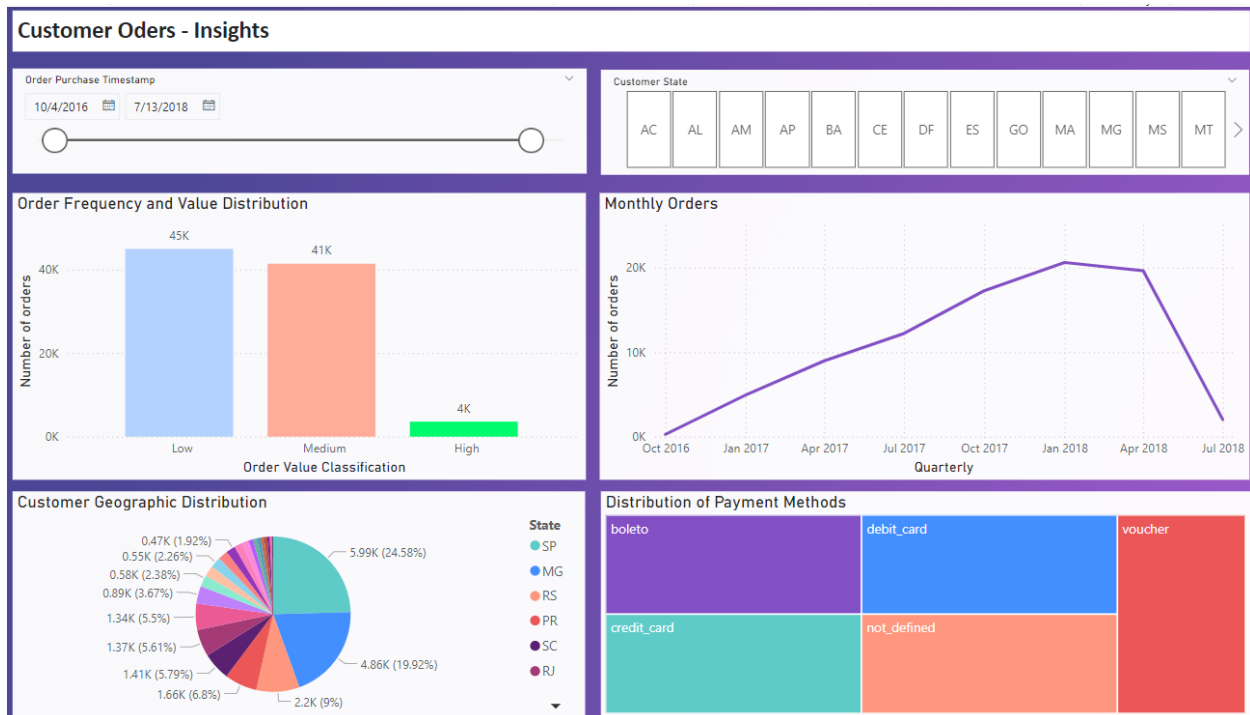 Customer Oders - Insights
Order Purchase Timestamp
10/4/2016 7/13/2018
Customer State
AC AL AM AP BA CE DF ES GO MA MG MS MT
Order Frequency and Value Distribution
45K
41K
4K
40K
20K
0K
Number of orders
Low Medium High
Order Value Classification
Monthly Orders
20K
10K
0K
Number of orders
Oct 2016 Jan 2017 Apr 2017 Jul 2017 Oct 2017 Jan 2018 Apr 2018 Jul 2018
Quarterly
Customer Geographic Distribution
0.47K (1.92%)
0.55K (2.26%)
0.58K (2.38%)
0.89K (3.67%)
1.34K (5.5%)
1.37K (5.61%)
1.41K (5.79%)
1.66K (6.8%)
2.2K (9%)
4.86K (19.92%)
5.99K (24.58%)
State
SP
MG
RS
PR
SC
RJ
Distribution of Payment Methods
boleto
debit_card
voucher
credit_card
not_defined